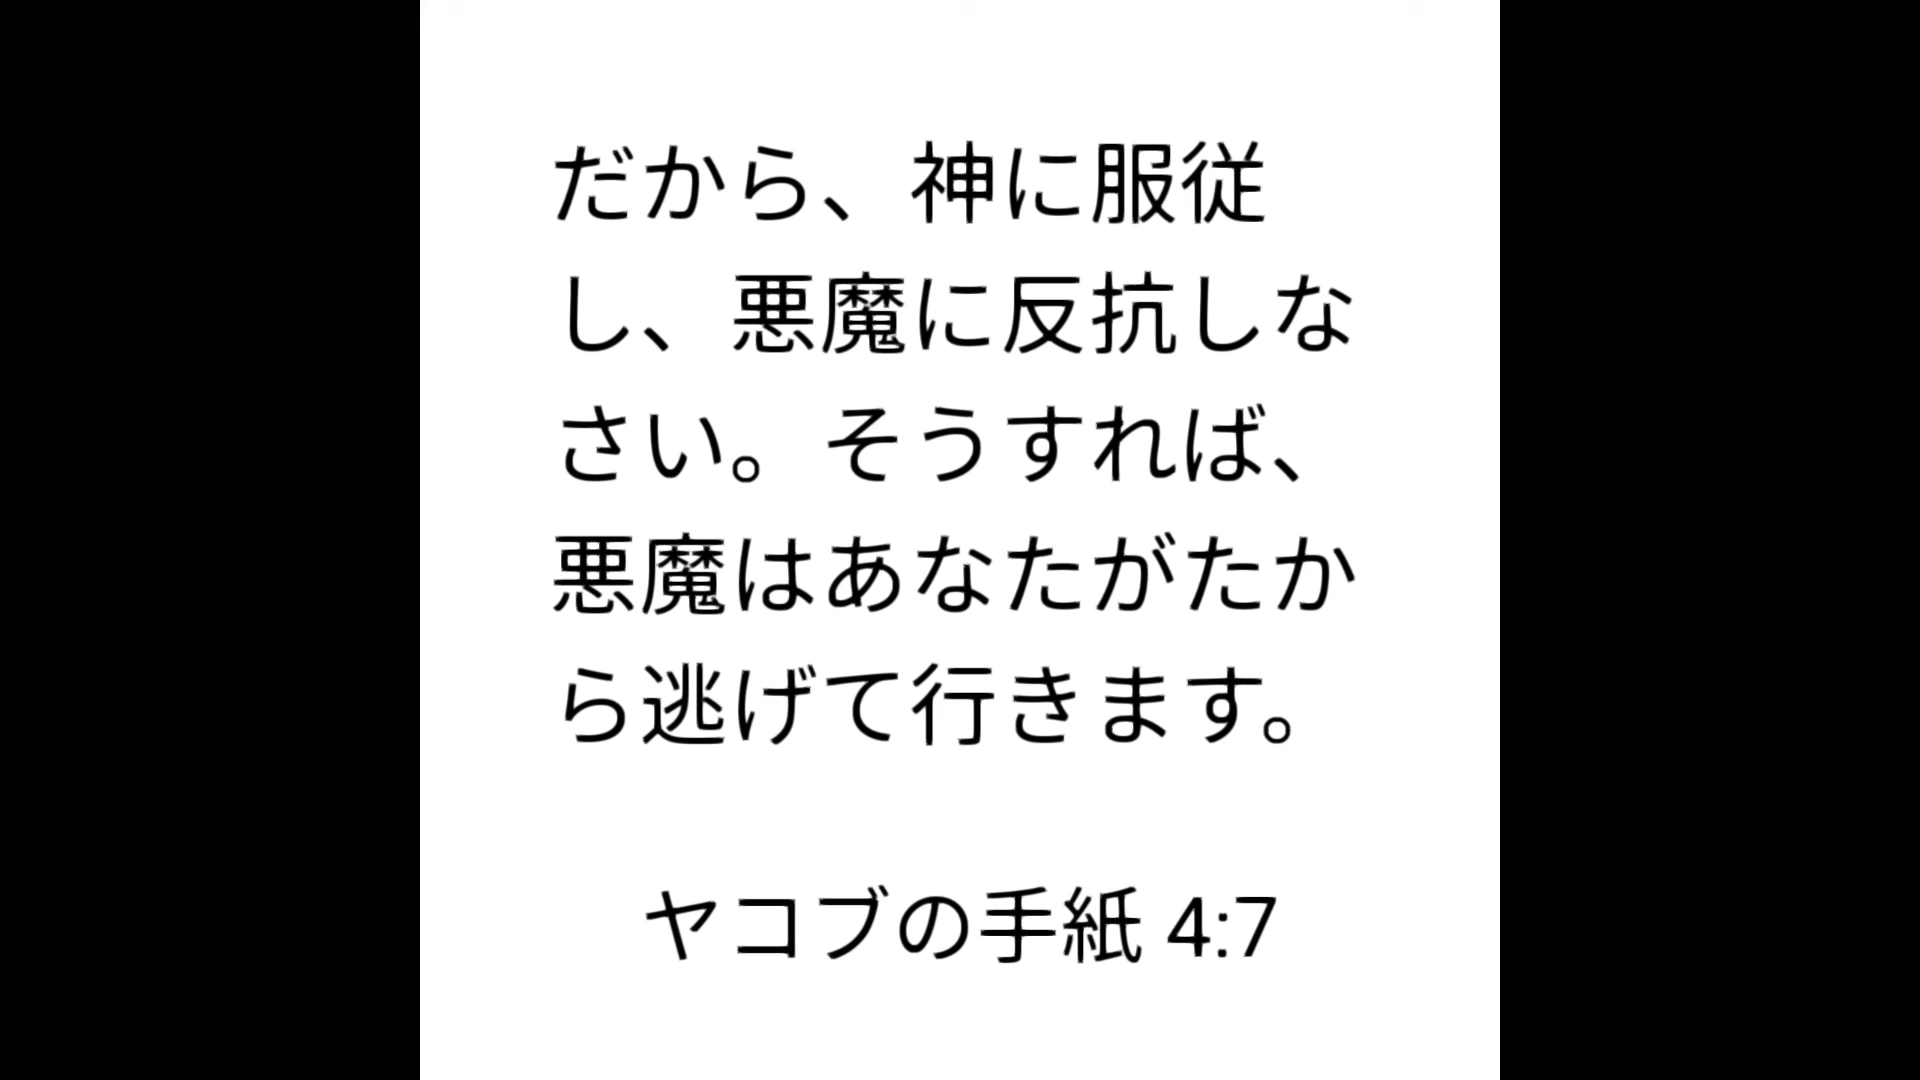 だから、神に服従
し、悪魔に反抗しな
さい。そうすれば、
悪魔はあなたがたか
ら逃げて行きます。
ヤコブの手紙 4:7